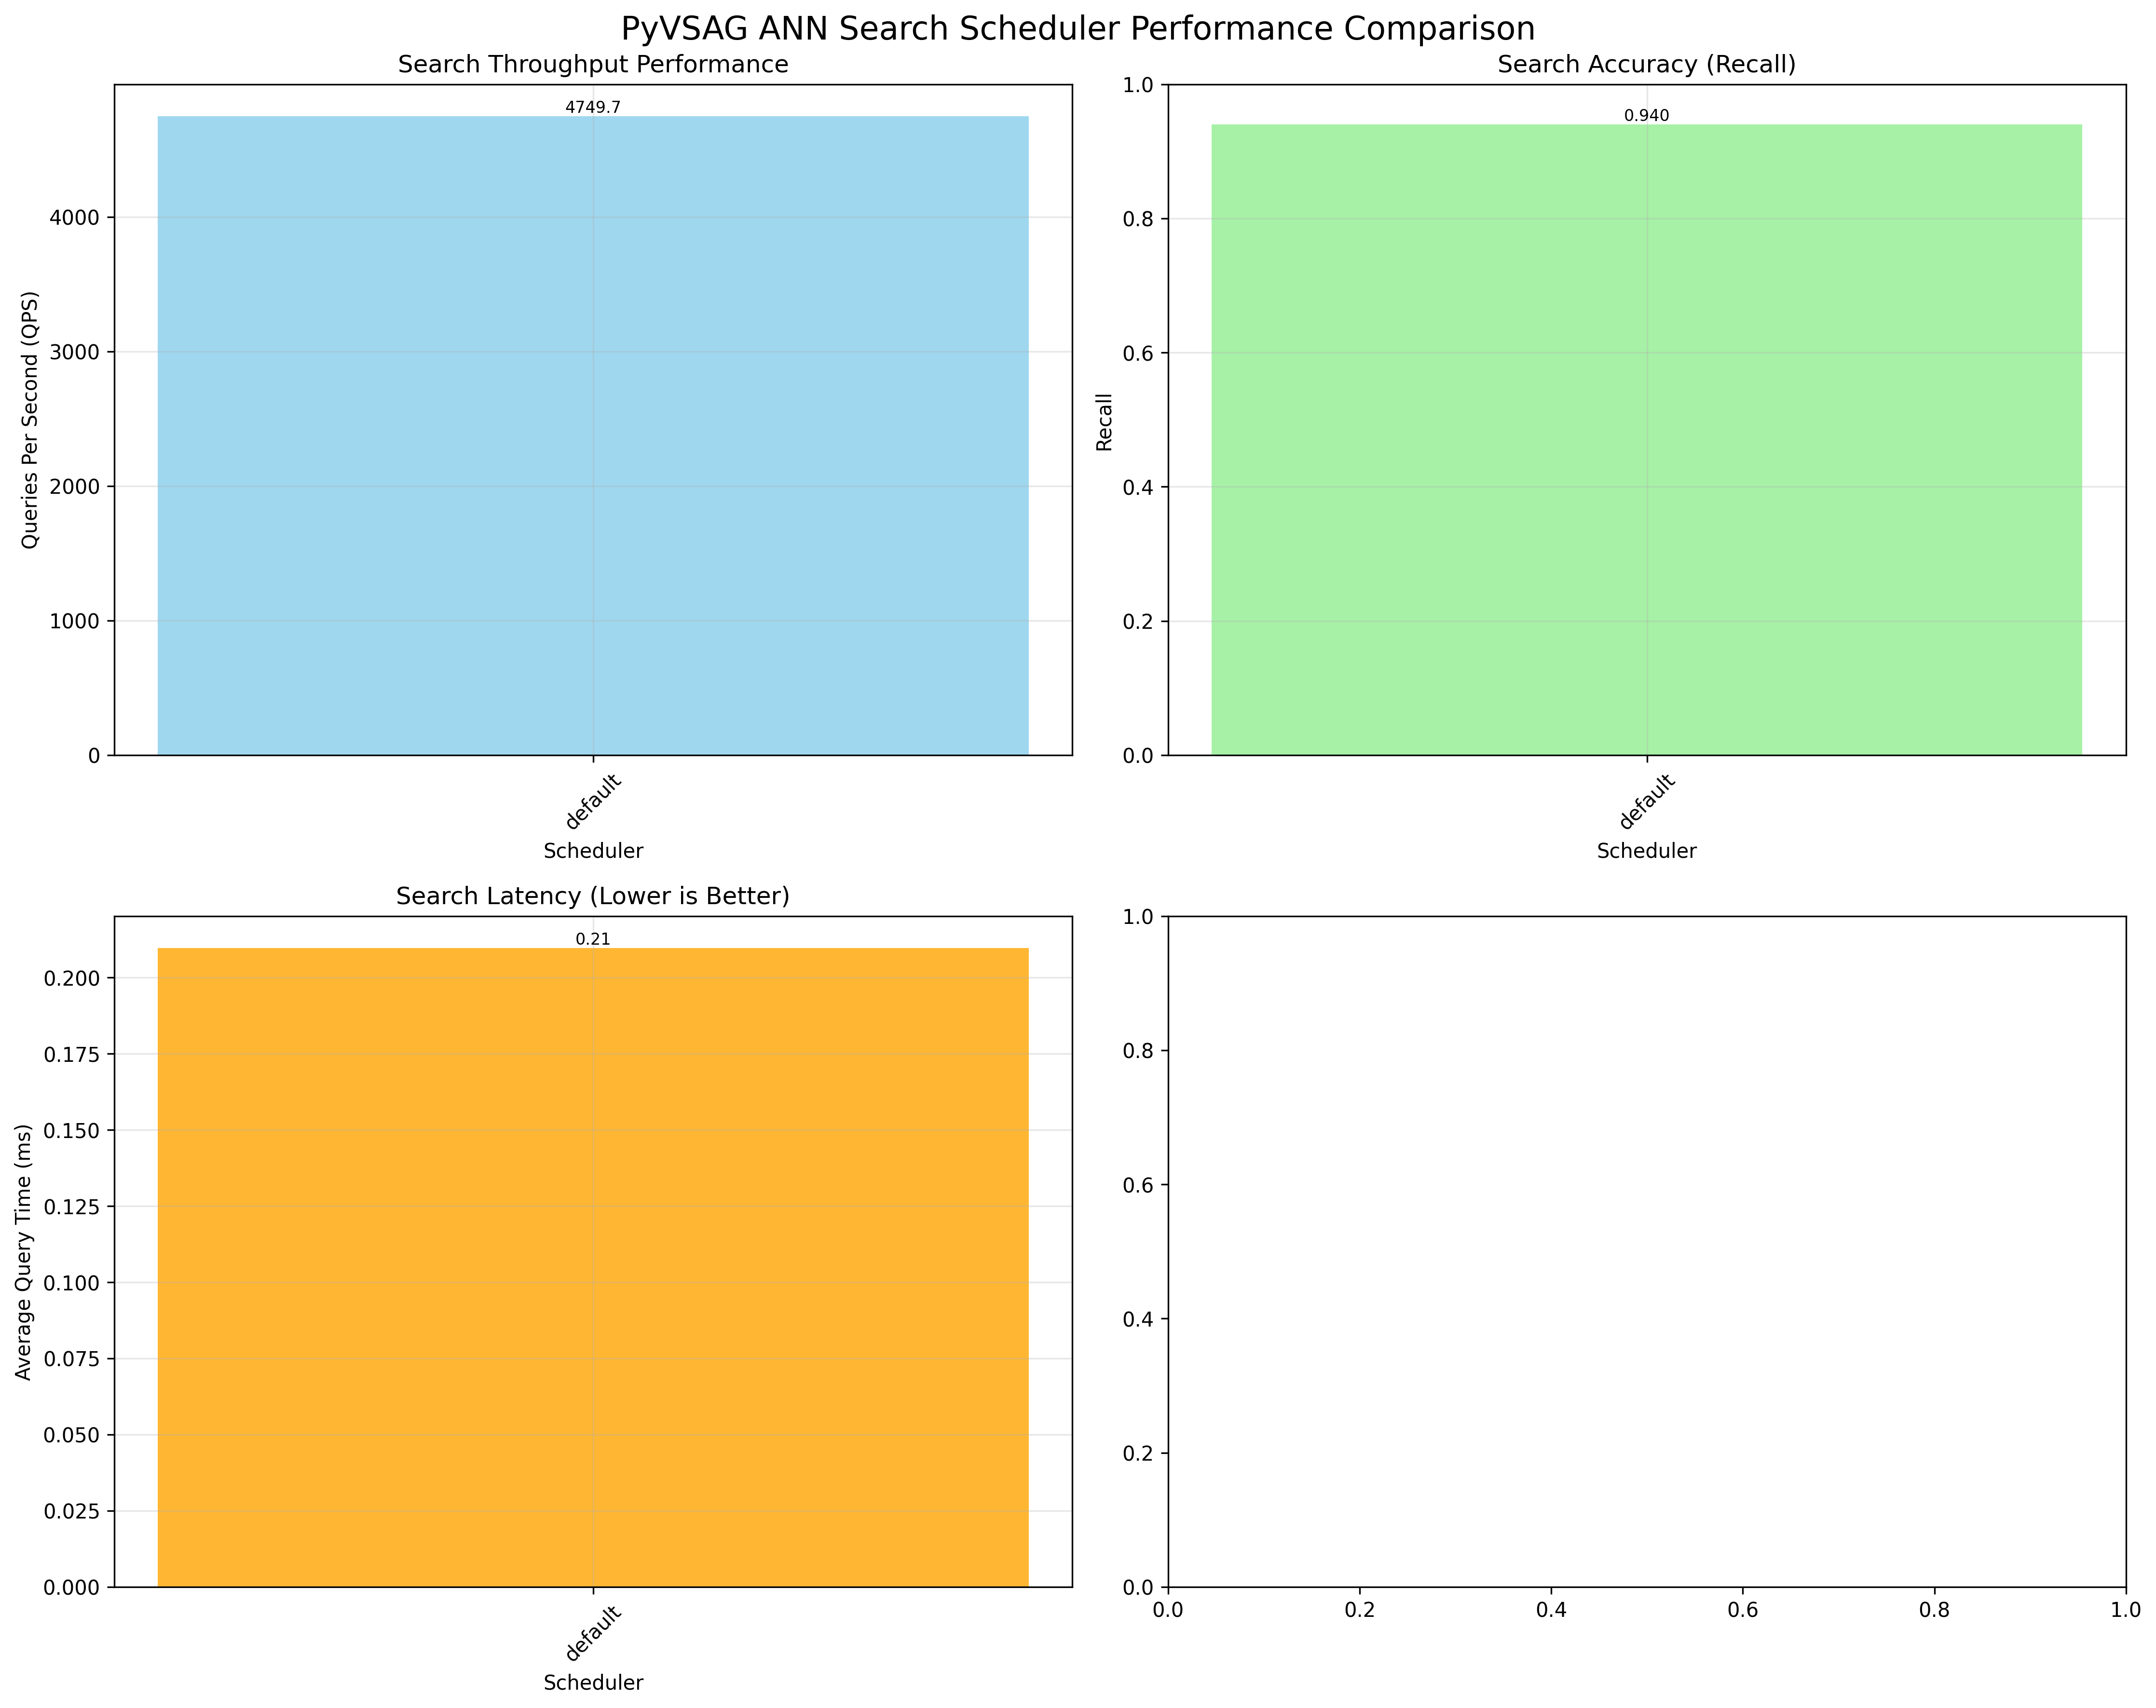 PyVSAG ANN Search Scheduler Performance Comparison
Search Throughput Performance
4749.7
4000
3000
2000
1000
0
Queries Per Second (QPS)
default
Scheduler
Search Accuracy (Recall)
0.940
1.0
0.8
0.6
0.4
0.2
0.0
Recall
default
Scheduler
Search Latency (Lower is Better)
0.21
0.200
0.175
0.150
0.125
0.100
0.075
0.050
0.025
0.000
Average Query Time (ms)
default
Scheduler
1.0
0.8
0.6
0.4
0.2
0.0
0.0 0.2 0.4 0.6 0.8 1.0